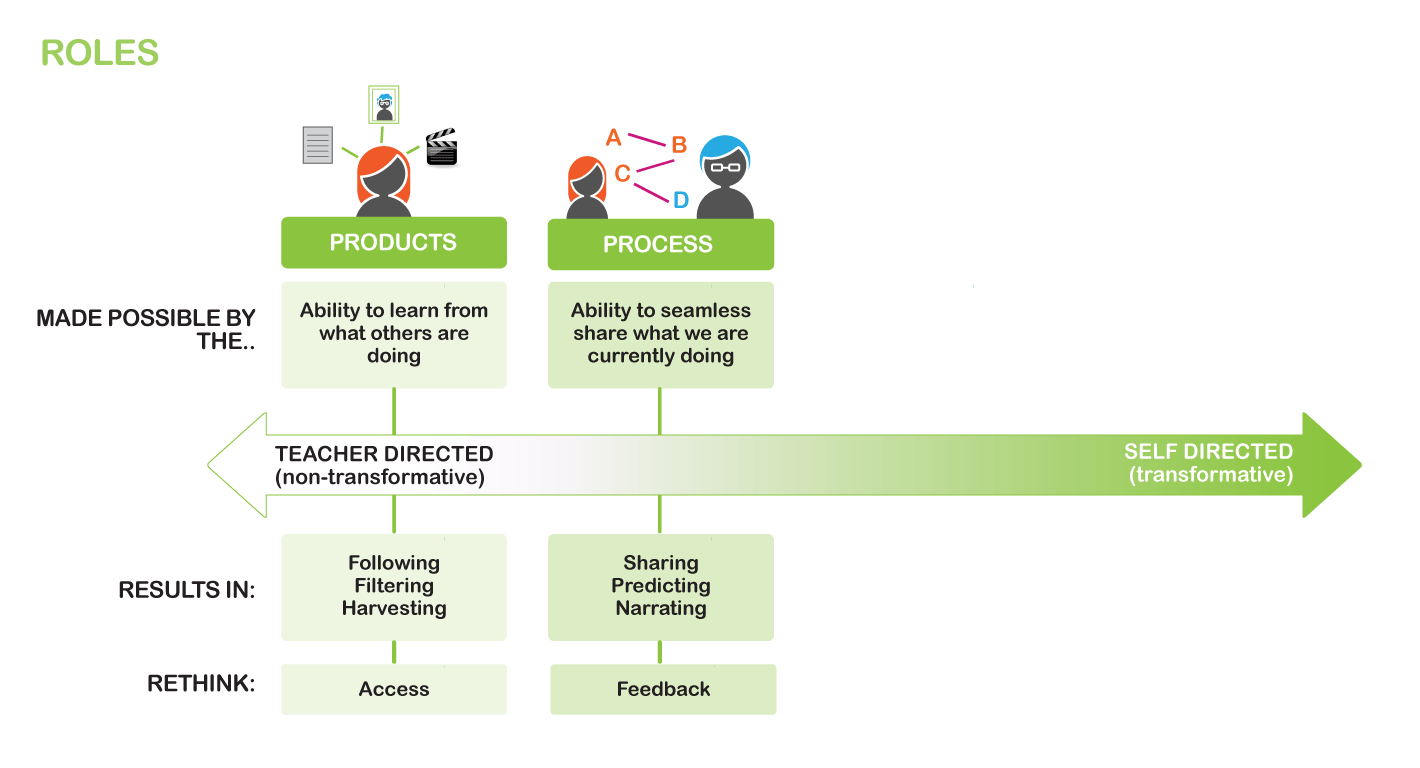 ROLES
A
B
C
D
PRODUCTS
PROCESS
MADE POSSIBLE BY
THE..
Ability to learn from
what others are
doing
Ability to seamless
share what we are
currently doing
TEACHER DIRECTED
(non-transformative)
SELF DIRECTED
(transformative)
RESULTS IN:
Following
Filtering
Harvesting
Sharing
Predicting
Narrating
RETHINK:
Access
Feedback